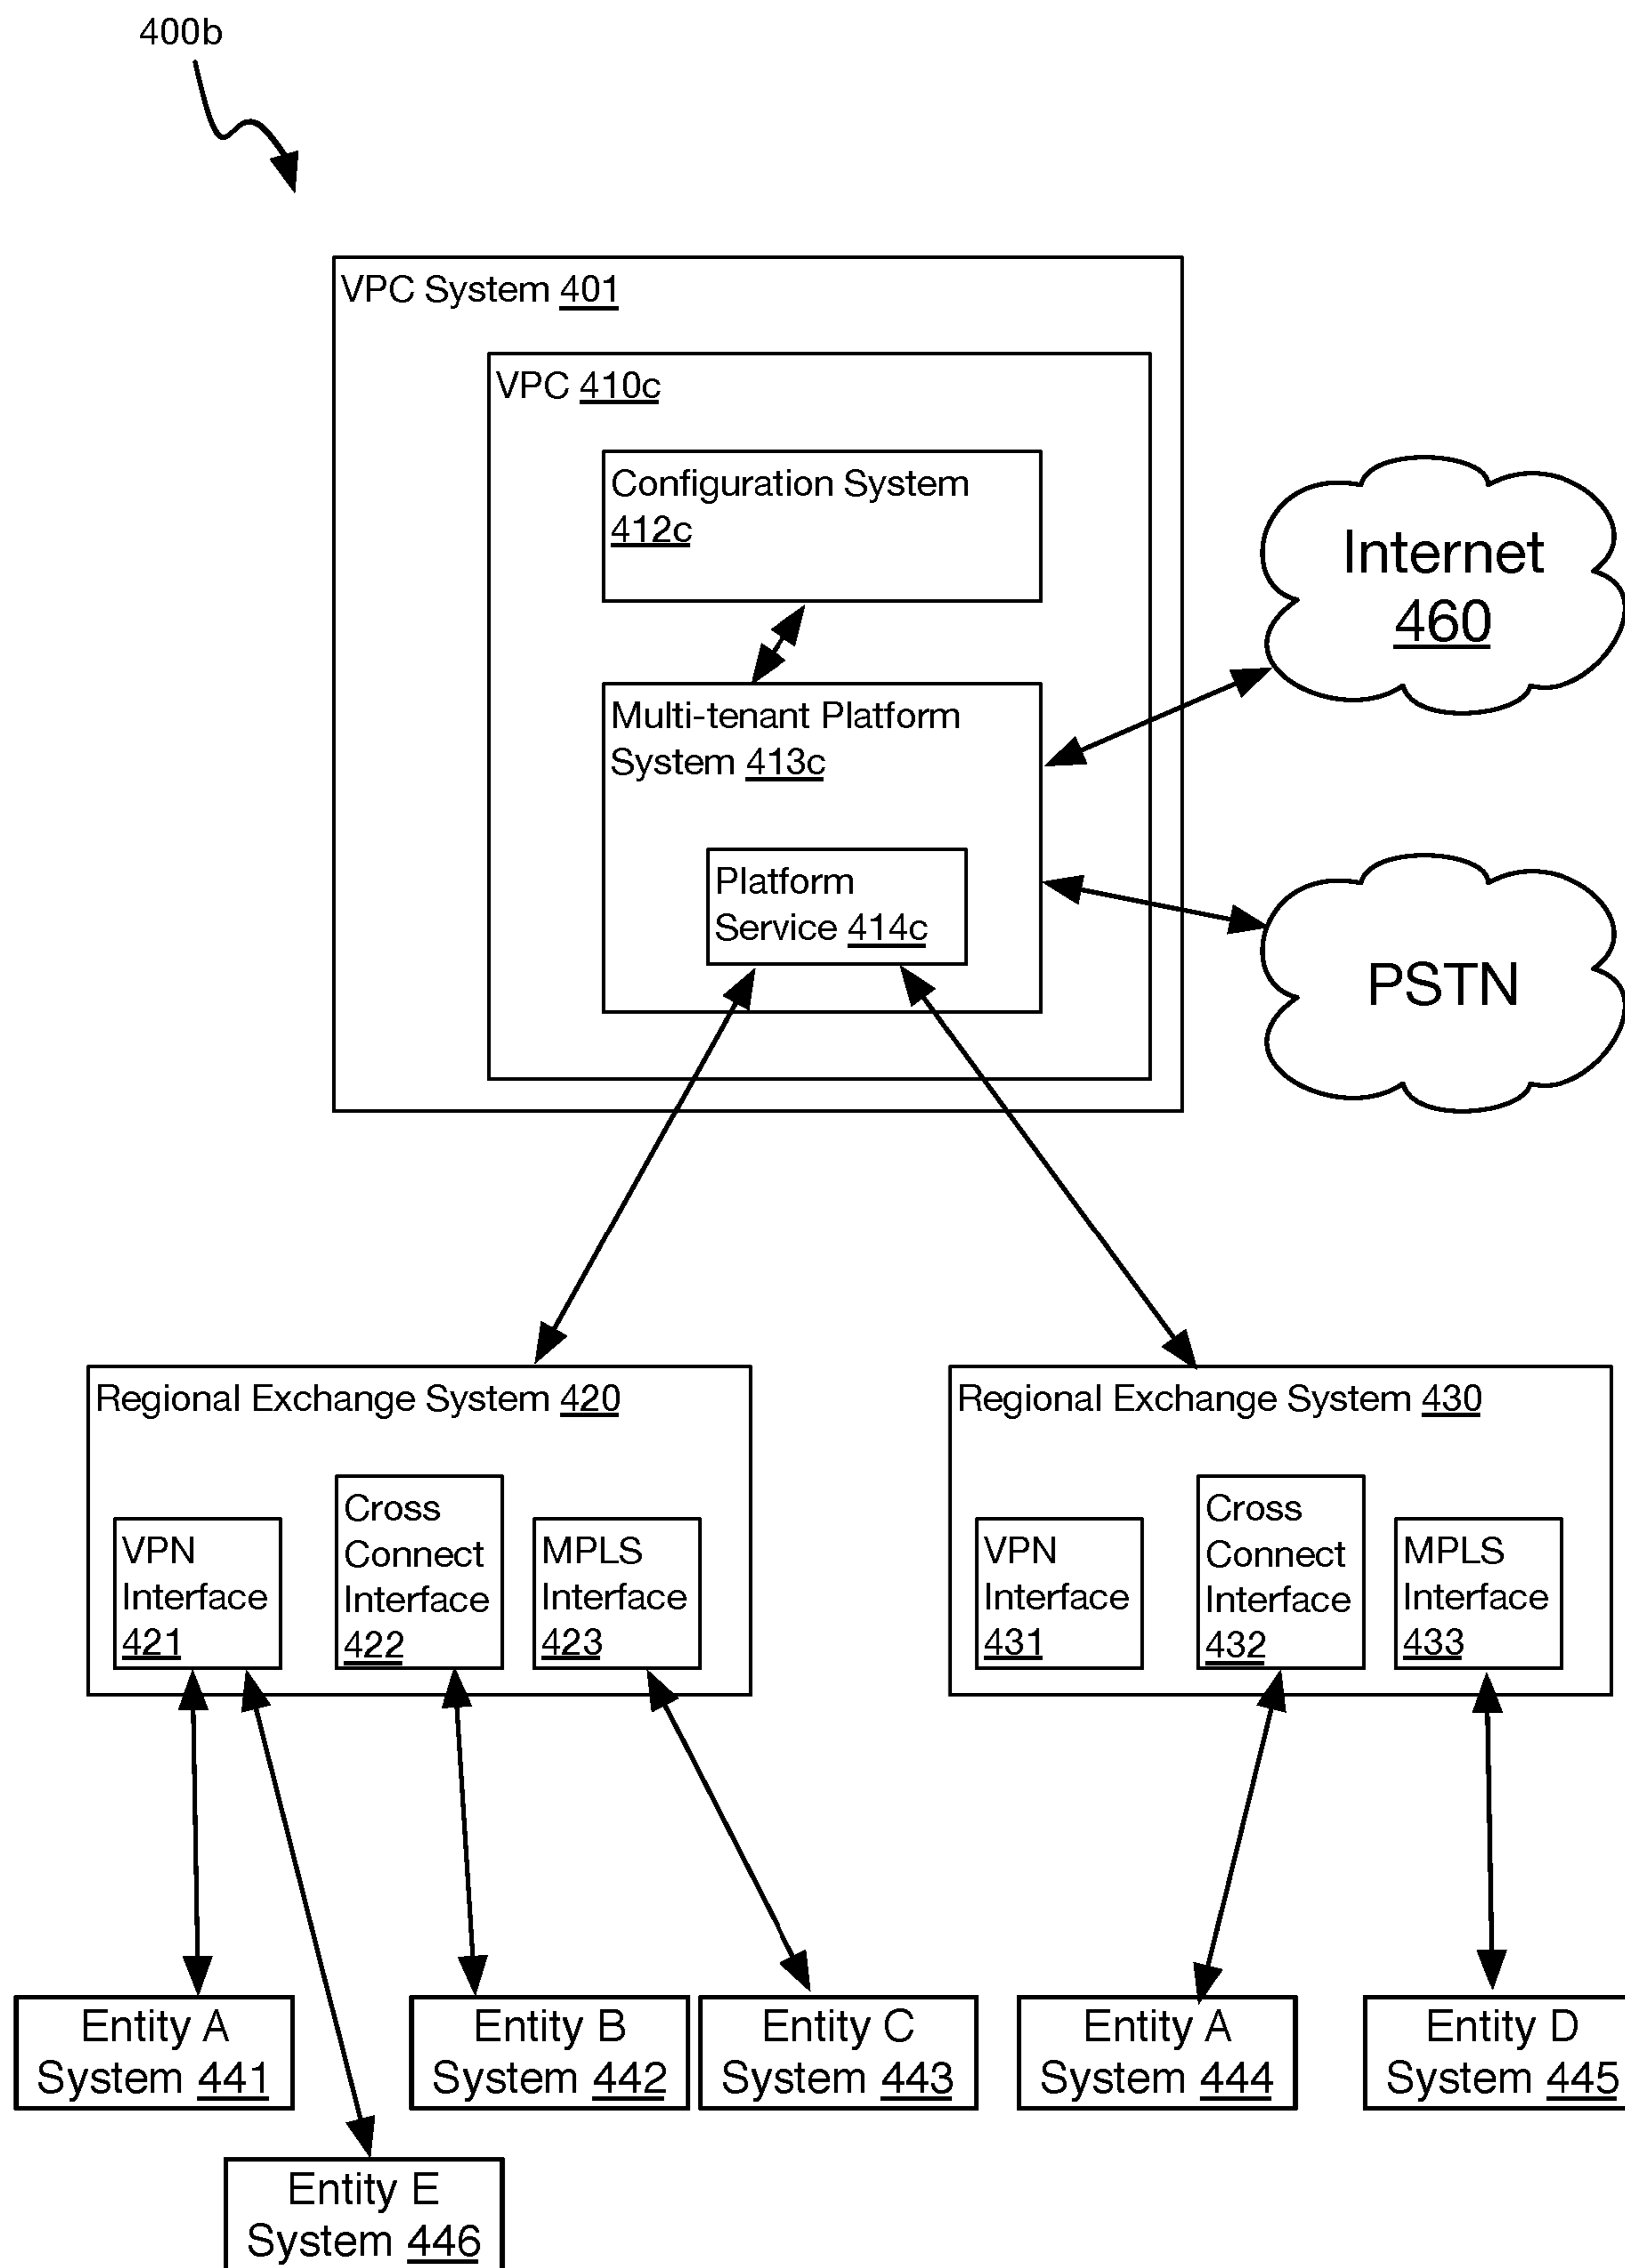 400b
VPC System 401
VPC 410c
Configuration System
412c
Internet
460
Multi-tenant Platform
System 413c
Platform
Service 414c
PSTN
Regional Exchange System 420
VPN
Interface
421
Cross
Connect
Interface
422
MPLS
Interface
423
Regional Exchange System 430
VPN
Interface
431
Cross
Connect
Interface
432
MPLS
Interface
433
Entity A
System 441
Entity B
System 442
Entity C
System 443
Entity A
System 444
Entity D
System 445
Entity E
System 446